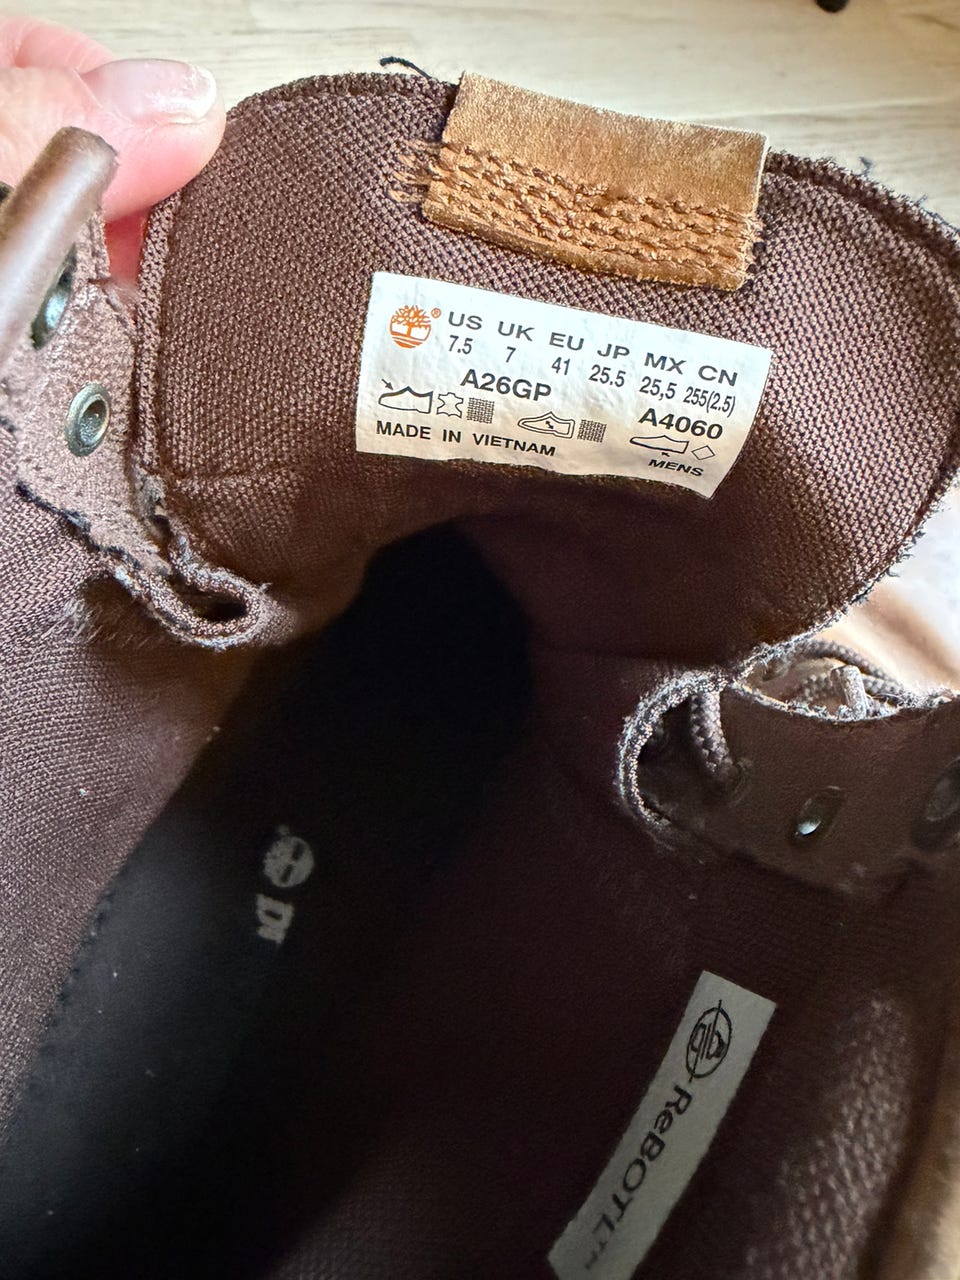 ® US UK EU JP MX CN
7.5 7 41 25.5 25,5 255(2.5)
A26GP
A4060
MADE IN VIETNAM
MENS
ReBOTL™